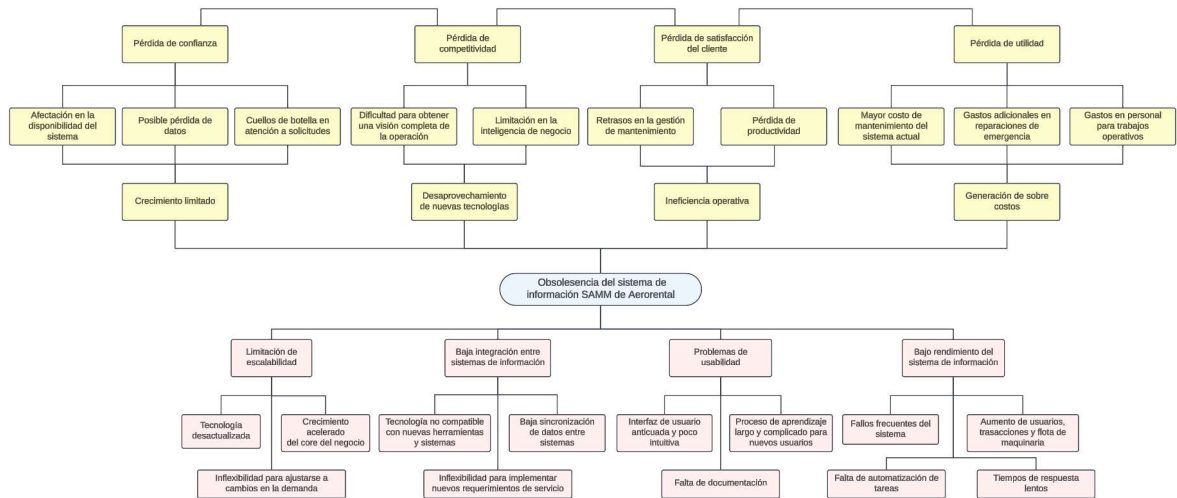 Pérdida de confianza
Pérdida de
competitividad
Pérdida de satisfacción
del cliente
Pérdida de utilidad
Afectación en la
disponibilidad del
sistema
Posible pérdida de
datos
Cuellos de botella en
atención a solicitudes
Dificultad para obtener
una visión completa de
la operación
Limitación en la
inteligencia de negocio
Retrasos en la gestión
de mantenimiento
Pérdida de
productividad
Mayor costo de
mantenimiento del
sistema actual
Gastos adicionales en
reparaciones de
emergencia
Gastos en personal
para trabajos
operativos
Crecimiento limitado
Desaprovechamiento
de nuevas tecnologías
Ineficiencia operativa
Generación de sobre
costos
Obsolesencia del sistema de
información SAMM de Aerorental
Limitación de
escalabilidad
Baja integración entre
sistemas de información
Problemas de
usabilidad
Bajo rendimiento del
sistema de información
Tecnología
desactualizada
Crecimiento
acelerado
del core del negocio
Tecnología no compatible
con nuevas herramientas
y sistemas
Baja sincronización
de datos entre
sistemas
Interfaz de usuario
anticuada y poco
intuitiva
Proceso de aprendizaje
largo y complicado para
nuevos usuarios
Fallos frecuentes del
sistema
Aumento de usuarios,
trasacciones y flota de
maquinaria
Inflexibilidad para ajustarse a
cambios en la demanda
Inflexibilidad para implementar
nuevos requerimientos de servicio
Falta de documentación
Falta de automatización de
tareas
Tiempos de respuesta
lentos